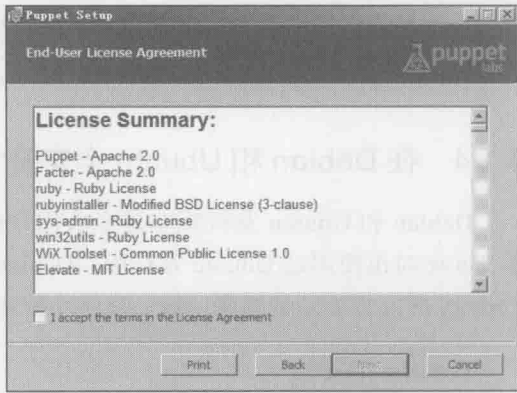 Puppet Setup
End-User License Agreement
puppet
labs
License Summary:
Puppet - Apache 2.0
Facter - Apache 2.0
ruby - Ruby License
rubyinstaller - Modified BSD License (3-clause)
sys-admin - Ruby License
win32utils - Ruby License
WiX Toolset - Common Public License 1.0
Elevate - MIT License
I accept the terms in the License Agreement
Print Back Next Cancel